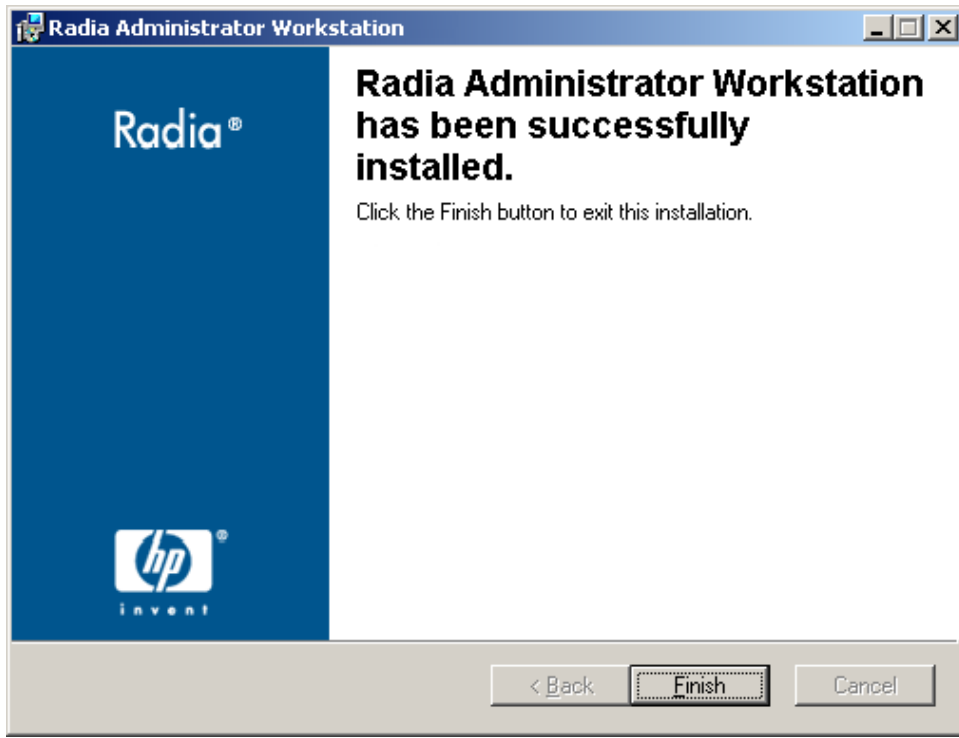 Radia Administrator Workstation
Radia®
Radia Administrator Workstation
has been successfully
installed.
Click the Finish button to exit this installation.
hp®
invent
< Back
Finish
Cancel